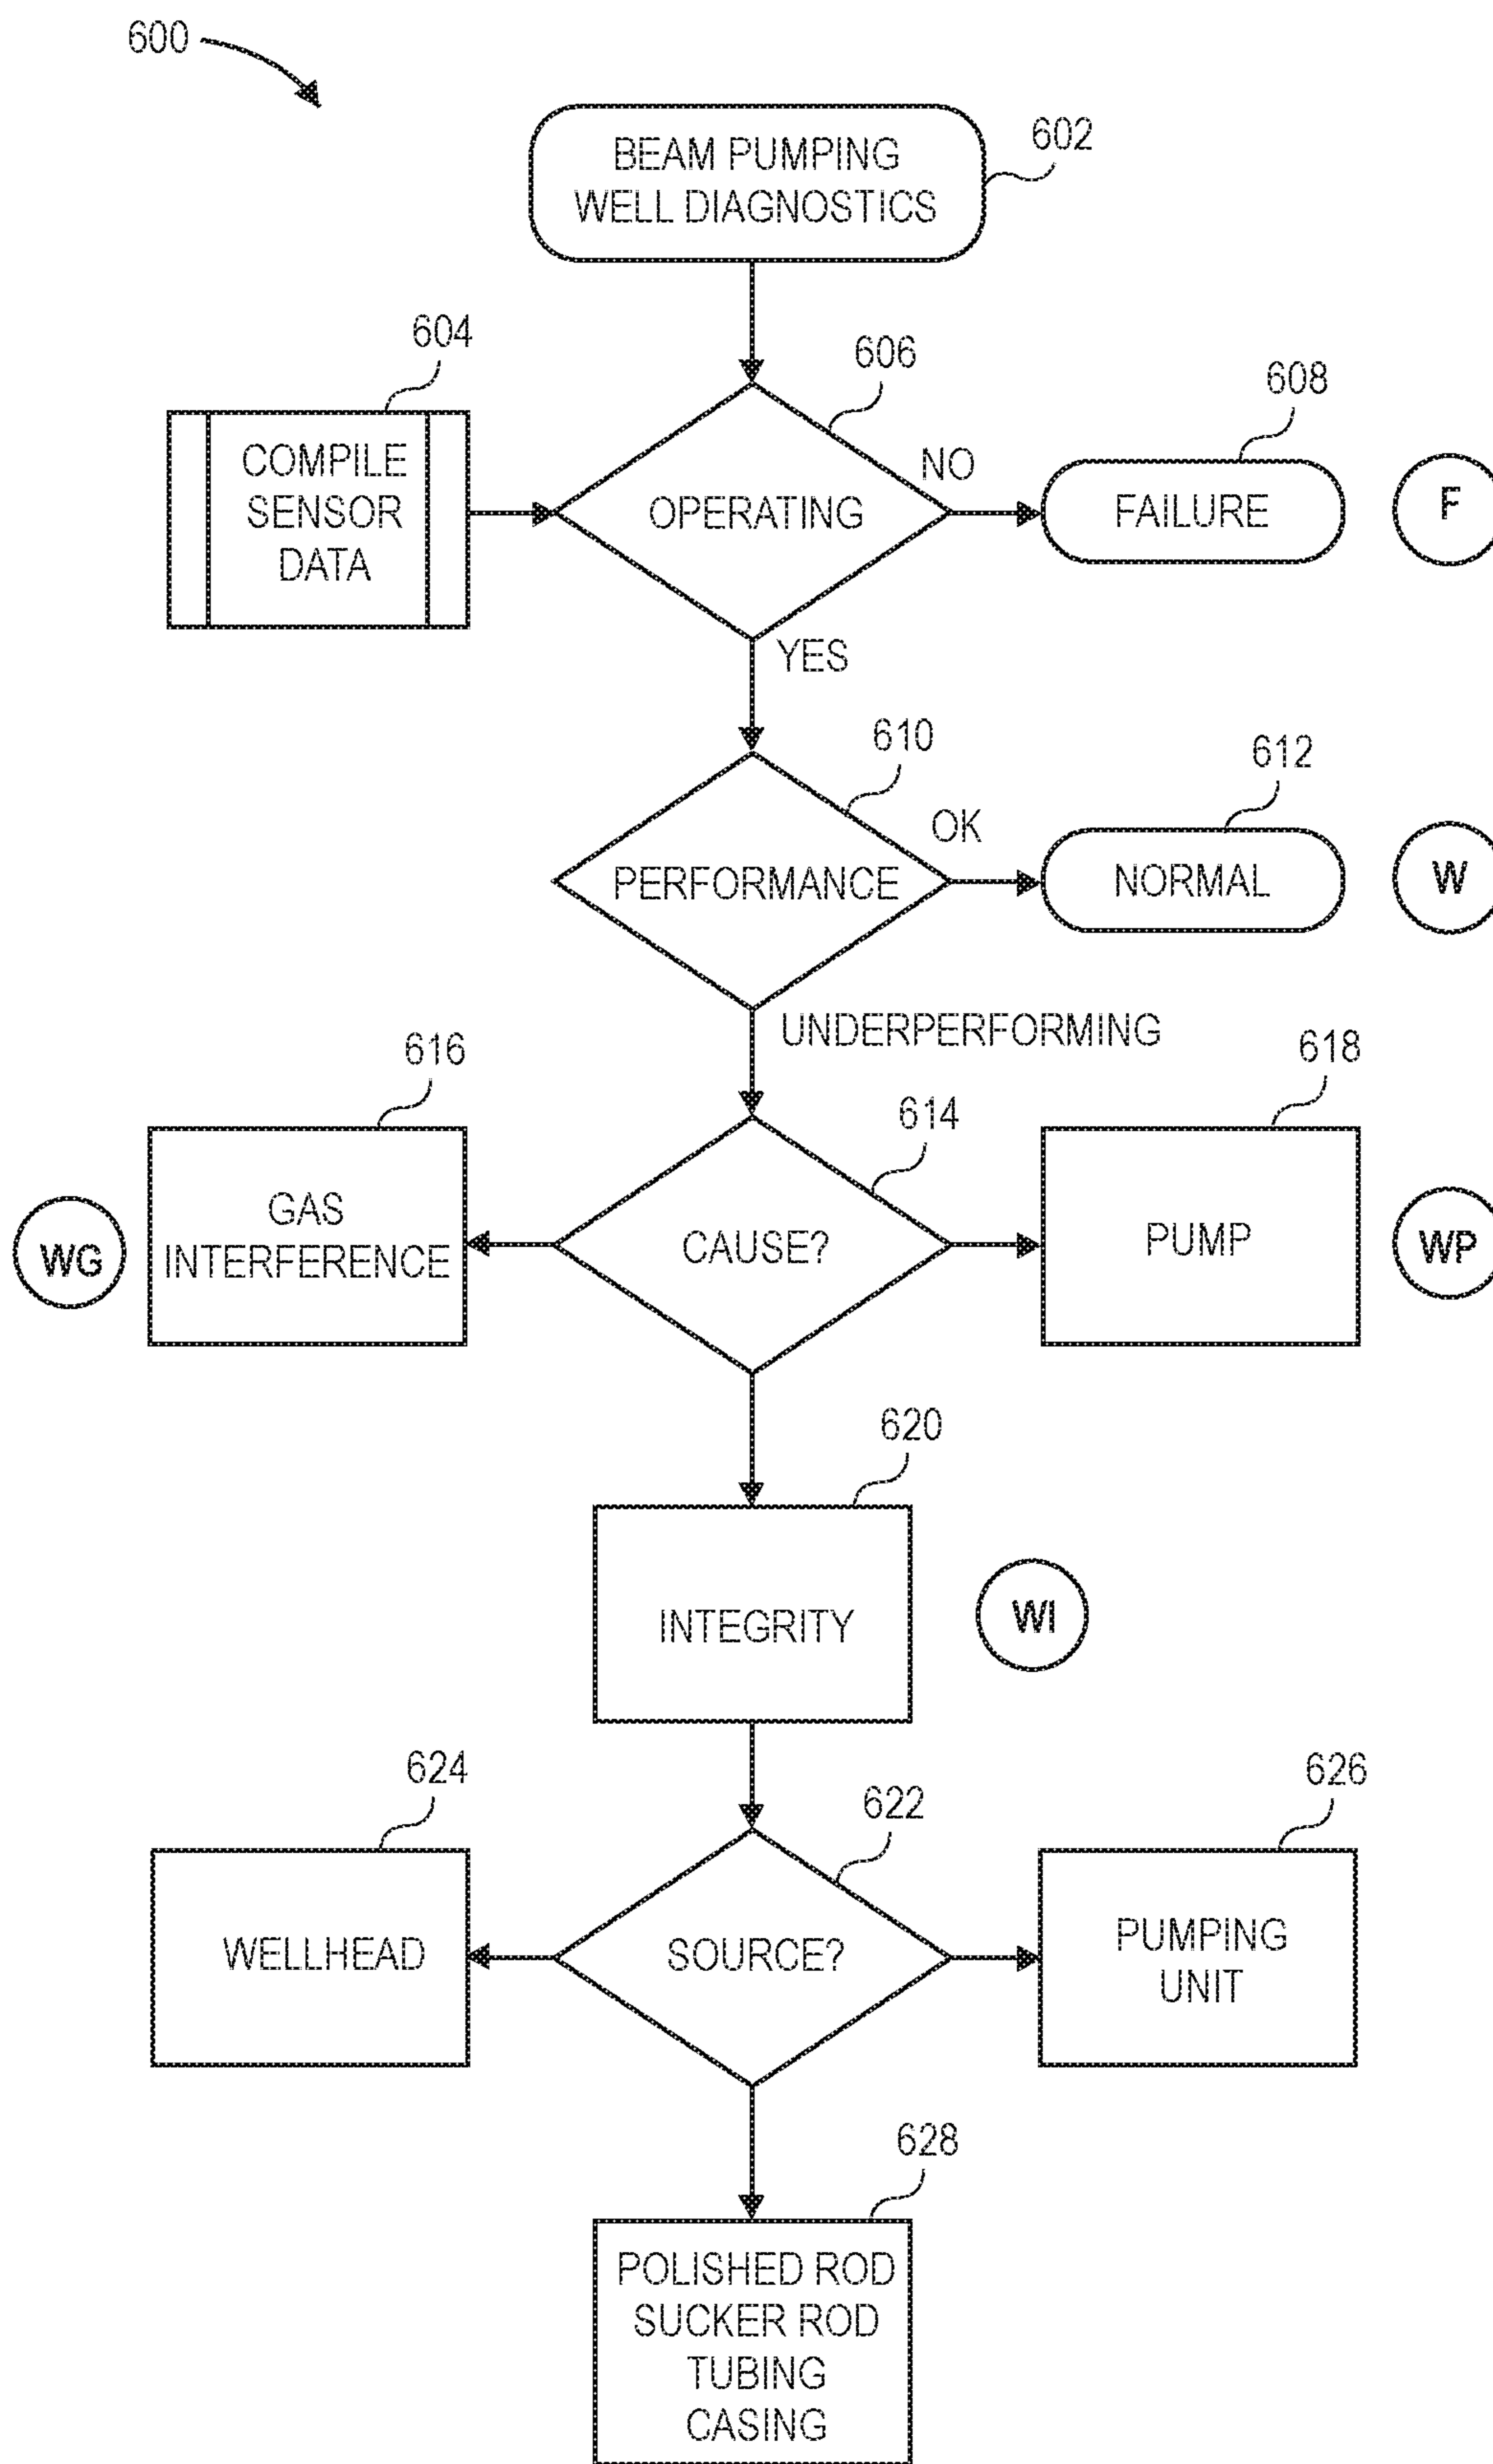 600
BEAM PUMPING
WELL DIAGNOSTICS
602
604
COMPILE
SENSOR
DATA
606
OPERATING
NO
608
FAILURE
F
YES
610
PERFORMANCE
OK
612
NORMAL
W
UNDERPERFORMING
616
GAS
INTERFERENCE
WG
614
CAUSE?
618
PUMP
WP
620
INTEGRITY
WI
624
WELLHEAD
622
SOURCE?
626
PUMPING
UNIT
628
POLISHED ROD
SUCKER ROD
TUBING
CASING